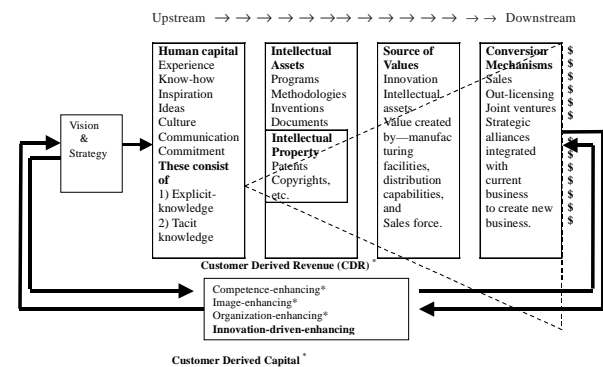 Upstream → → → → → → → → → → → → → → → Downstream
Vision
&
Strategy
Human capital
Experience
Know-how
Inspiration
Ideas
Culture
Communication
Commitment
These consist
of
1) Explicit-
knowledge
2) Tacit
knowledge
Intellectual
Assets
Programs
Methodologies
Inventions
Documents
Intellectual
Property
Patents
Copyrights,
etc.
Source of
Values
Innovation
Intellectual
assets
Value created
by—manufac
turing
facilities,
distribution
capabilities,
and
Sales force.
Conversion
Mechanisms
Sales
Out-licensing
Joint ventures
Strategic
alliances
integrated
with
current
business
to create new
business.
$
$
$
$
$
$
$
$
$
$
$
$
$
Customer Derived Revenue (CDR) *
Competence-enhancing*
Image-enhancing*
Organization-enhancing*
Innovation-driven-enhancing
Customer Derived Capital *